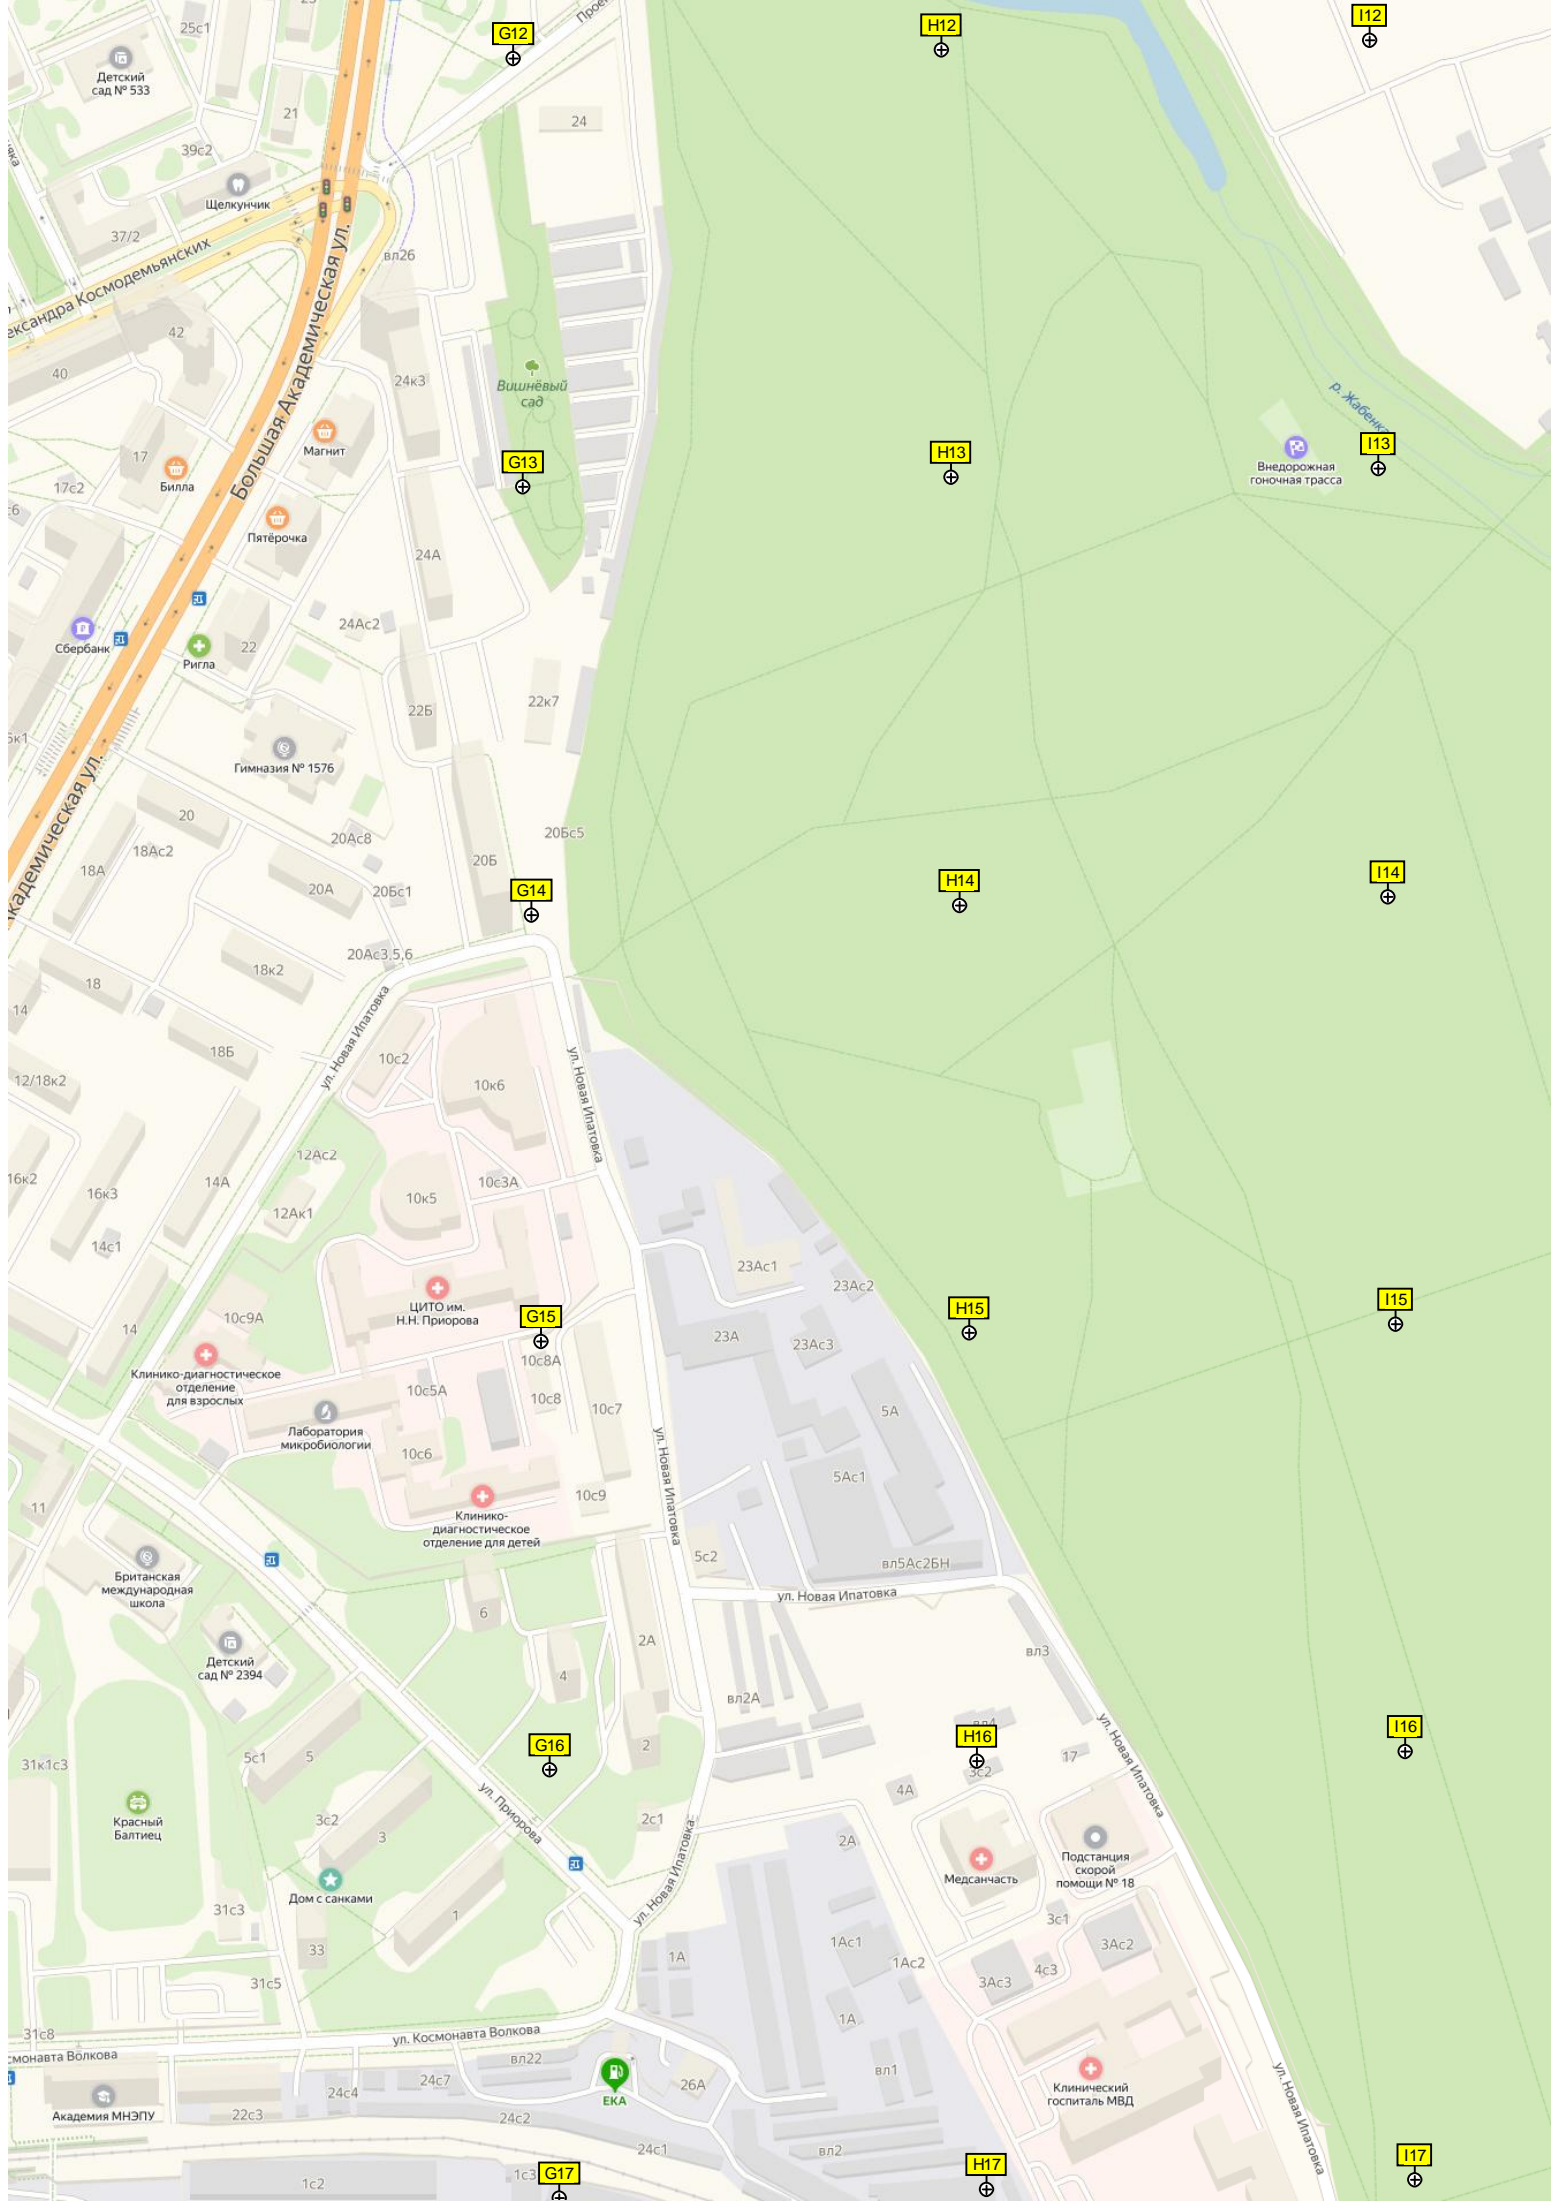 I12
H12
G12
25с1
Прое
Детский
сад № 533
21
24
39с2
Щелкунчик
37/2
ександра Космодемьянских
вл26
Большая Академическая ул.
42
40
24к3
Вишнёвый
сад
р. Жабенка
Магнит
17
Билла
17с2
G13
H13
I13
Внедорожная
гоночная трасса
Пятёрочка
24А
24Ас2
Сбербанк
Ригла
22
22Б
22к7
5к1
Гимназия № 1576
Академическая ул.
20
18Ас2
20Ас8
20Бс5
18А
20А
20Бс1
20Б
G14
H14
I14
20Ас3,5,6
18к2
18
14
ул. Новая Ипатовка
18Б
10с2
ул. Новая Ипатовка
12/18к2
10к6
12Ас2
16к2
16к3
14А
10к5
10с3А
12Ак1
14с1
23Ас1
23Ас2
ЦИТО им.
Н.Н. Приорова
G15
H15
I15
10с9А
14
23А
23Ас3
10с8А
Клинико-диагностическое
отделение
для взрослых
10с5А
10с8
10с7
5А
Лаборатория
микробиологии
10с6
ул. Новая Ипатовка
5Ас1
11
10с9
Клинико-
диагностическое
отделение для детей
5с2
вл5Ас2БН
Британская
международная
школа
ул. Новая Ипатовка
6
2А
вл3
Детский
сад № 2394
4
вл2А
вл4
G16
H16
I16
31к1с3
5с1
5
2
17
3с2
ул. Новая Ипатовка
4А
Красный
Балтиец
3с2
3
ул. Приорова
2с1
2А
Медсанчасть
Подстанция
скорой
помощи № 18
Дом с санками
31с3
1
ул. Новая Ипатовка
3с1
33
1А
1Ас1
1Ас2
3Ас2
4с3
3Ас3
31с5
1А
31с8
ул. Космонавта Волкова
смонавта Волкова
вл22
вл1
24с4
24с7
ЕКА
26А
Академия МНЭПУ
22с3
24с2
Клинический
госпиталь МВД
ул. Новая Ипатовка
24с1
вл2
1с2
1с3
G17
H17
I17